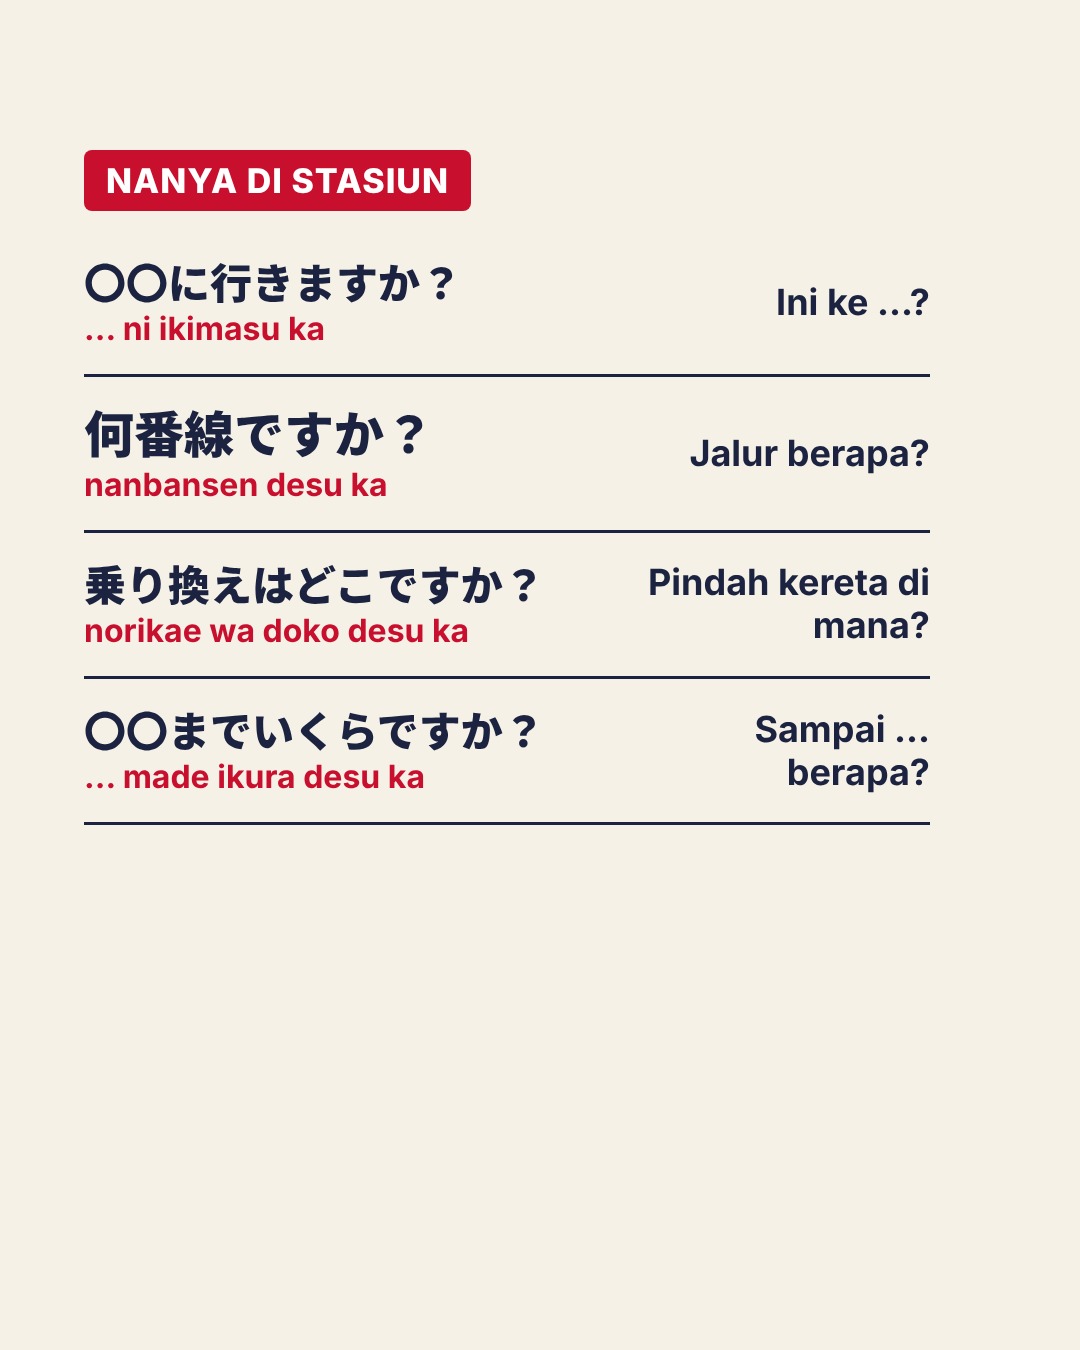 NANYA DI STASIUN
〇〇に行きますか？
... ni ikimasu ka
Ini ke ...?
何番線ですか？
nanbansen desu ka
Jalur berapa?
乗り換えはどこですか？
norikae wa doko desu ka
Pindah kereta di
mana?
〇〇までいくらですか？
... made ikura desu ka
Sampai ...
berapa?